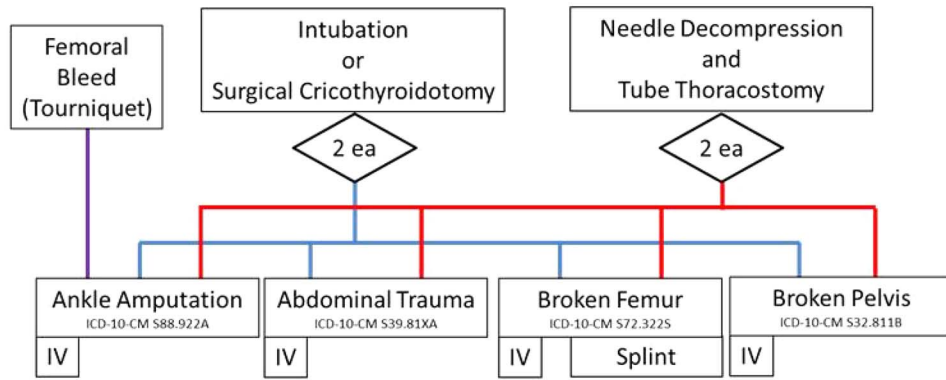 Femoral
Bleed
(Tourniquet)
Intubation
or
Surgical Cricothyroidotomy
Needle Decompression
and
Tube Thoracostomy
2 ea
2 ea
Ankle Amputation
ICD-10-CM S88.922A
IV
Abdominal Trauma
ICD-10-CM S39.81XA
IV
Broken Femur
ICD-10-CM S72.322S
IV
Splint
Broken Pelvis
ICD-10-CM S32.811B
IV